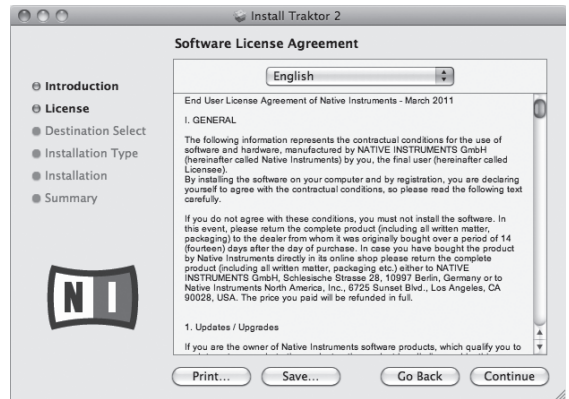 Install Traktor 2
Software License Agreement
Introduction
License
Destination Select
Installation Type
Installation
Summary
NI
English
End User License Agreement of Native Instruments - March 2011
I. GENERAL
The following information represents the contractual conditions for the use of
software and hardware, manufactured by NATIVE INSTRUMENTS GmbH
(hereinafter called Native Instruments) by you, the final user (hereinafter called
Licensee).
By installing the software on your computer and by registration, you are declaring
yourself to agree with the contractual conditions, so please read the following text
carefully.
If you do not agree with these conditions, you must not install the software. In
this event, please return the complete product (including all written matter,
packaging) to the dealer from whom it was originally bought over a period of 14
(fourteen) days after the day of purchase. In case you have bought the product
by Native Instruments directly in its online shop please return the complete
product (including all written matter, packaging etc.) either to NATIVE
INSTRUMENTS GmbH, Schlesische Strasse 28, 10997 Berlin, Germany or to
Native Instruments North America, Inc., 6725 Sunset Blvd., Los Angeles, CA
90028, USA. The price you paid will be refunded in full.
1. Updates / Upgrades
If you are the owner of Native Instruments software products, which qualify you to
Print...
Save...
Go Back
Continue